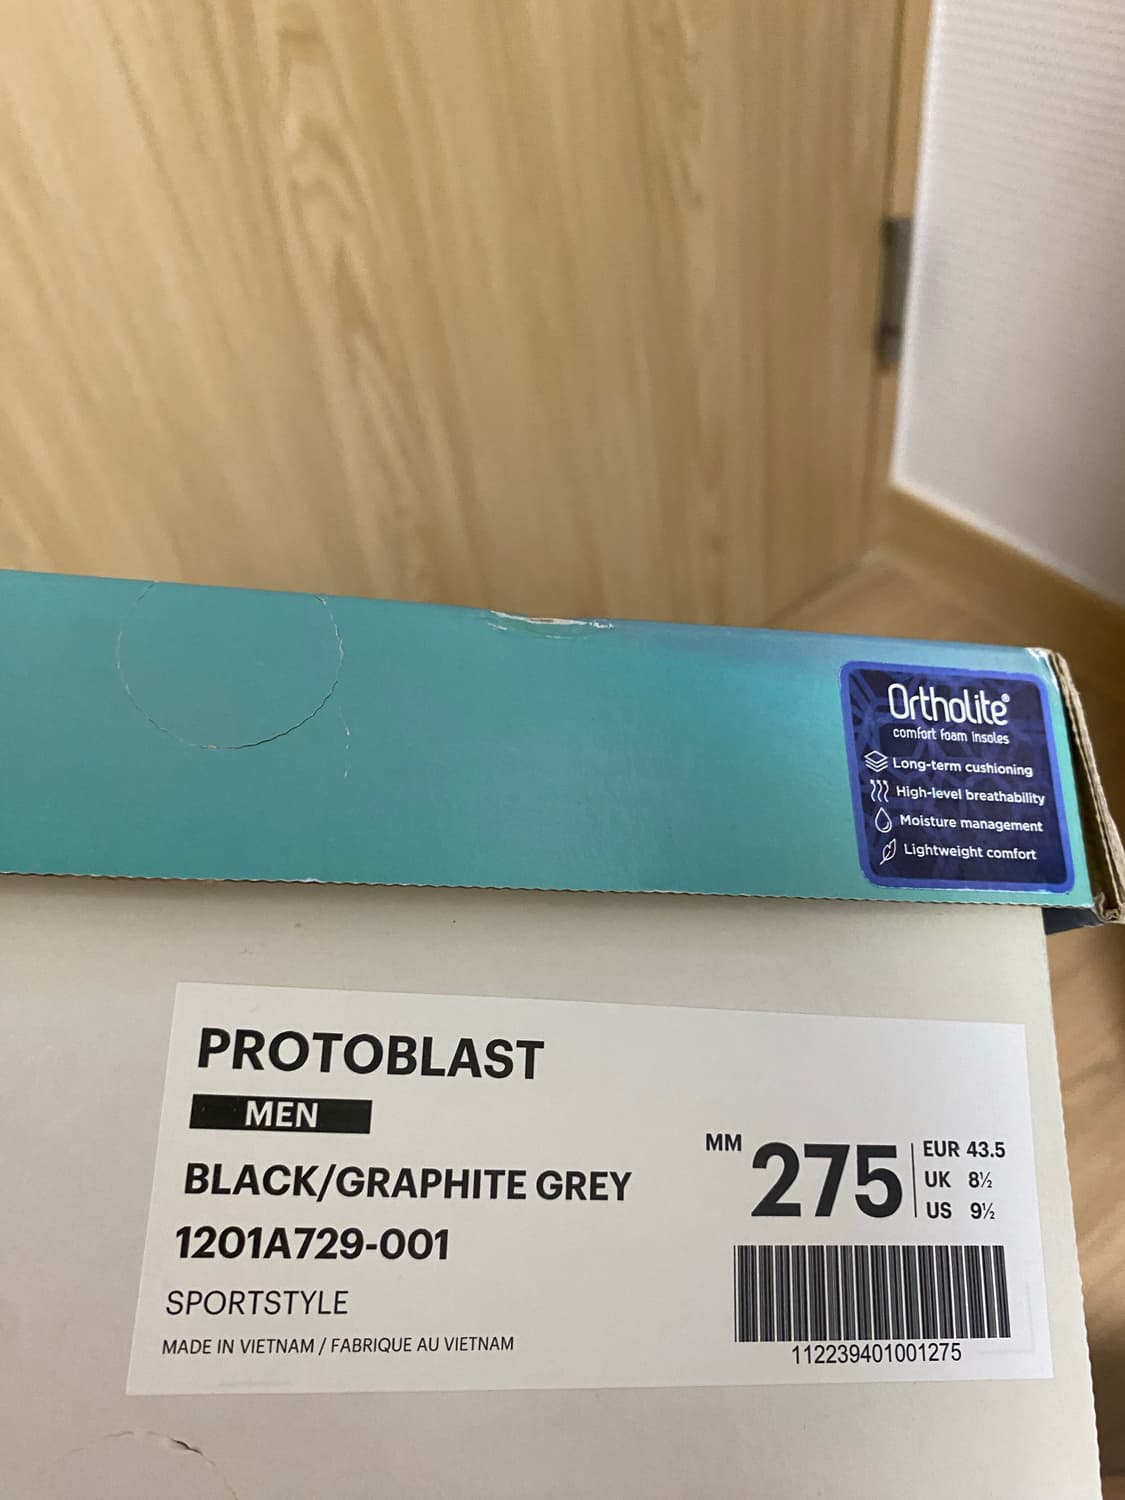 Ortholite®
comfort foam insoles
Long-term cushioning
High-level breathability
Moisture management
Lightweight comfort
PROTOBLAST
MEN
BLACK/GRAPHITE GREY
1201A729-001
SPORTSTYLE
MADE IN VIETNAM / FABRIQUE AU VIETNAM
MM 275
EUR 43.5
UK 8½
US 9½
112239401001275